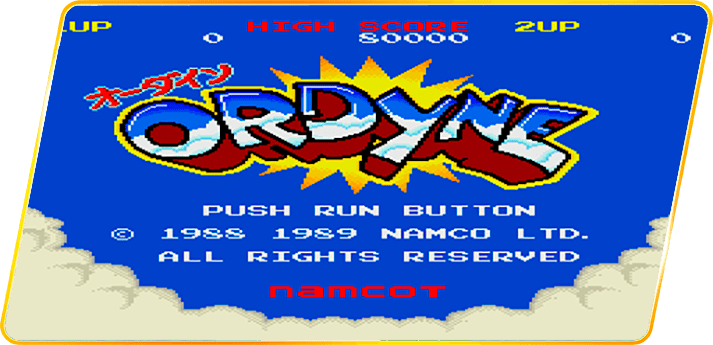 1UP HIGH SCORE 2UP
0 80000 0
オーダイン
ORDYNE
PUSH RUN BUTTON
© 1988 1989 NAMCO LTD.
ALL RIGHTS RESERVED
namcot